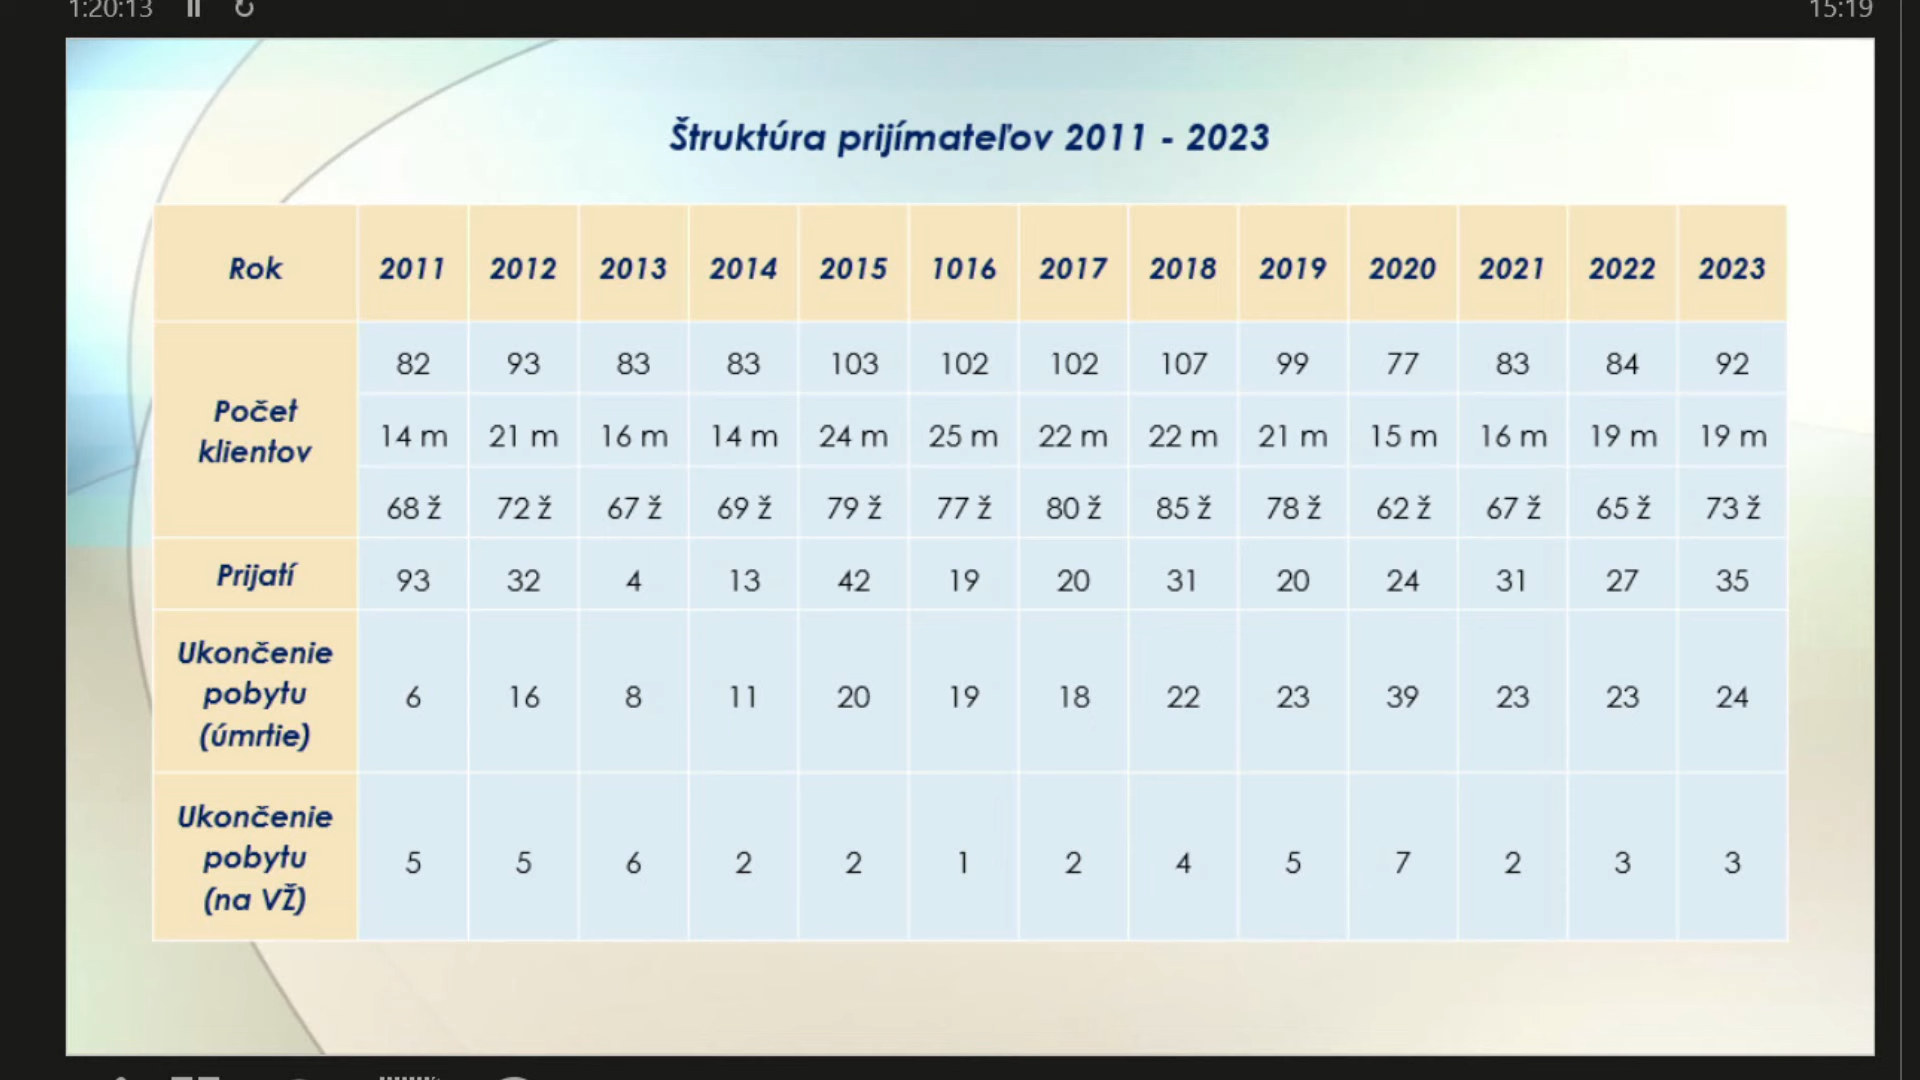 1:20:13
15:19
Štruktúra prijímateľov 2011 - 2023
Rok 2011 2012 2013 2014 2015 1016 2017 2018 2019 2020 2021 2022 2023
Počet klientov 82 93 83 83 103 102 102 107 99 77 83 84 92
14 m 21 m 16 m 14 m 24 m 25 m 22 m 22 m 21 m 15 m 16 m 19 m 19 m
68 ž 72 ž 67 ž 69 ž 79 ž 77 ž 80 ž 85 ž 78 ž 62 ž 67 ž 65 ž 73 ž
Prijatí 93 32 4 13 42 19 20 31 20 24 31 27 35
Ukončenie pobytu (úmrtie) 6 16 8 11 20 19 18 22 23 39 23 23 24
Ukončenie pobytu (na VŽ) 5 5 6 2 2 1 2 4 5 7 2 3 3